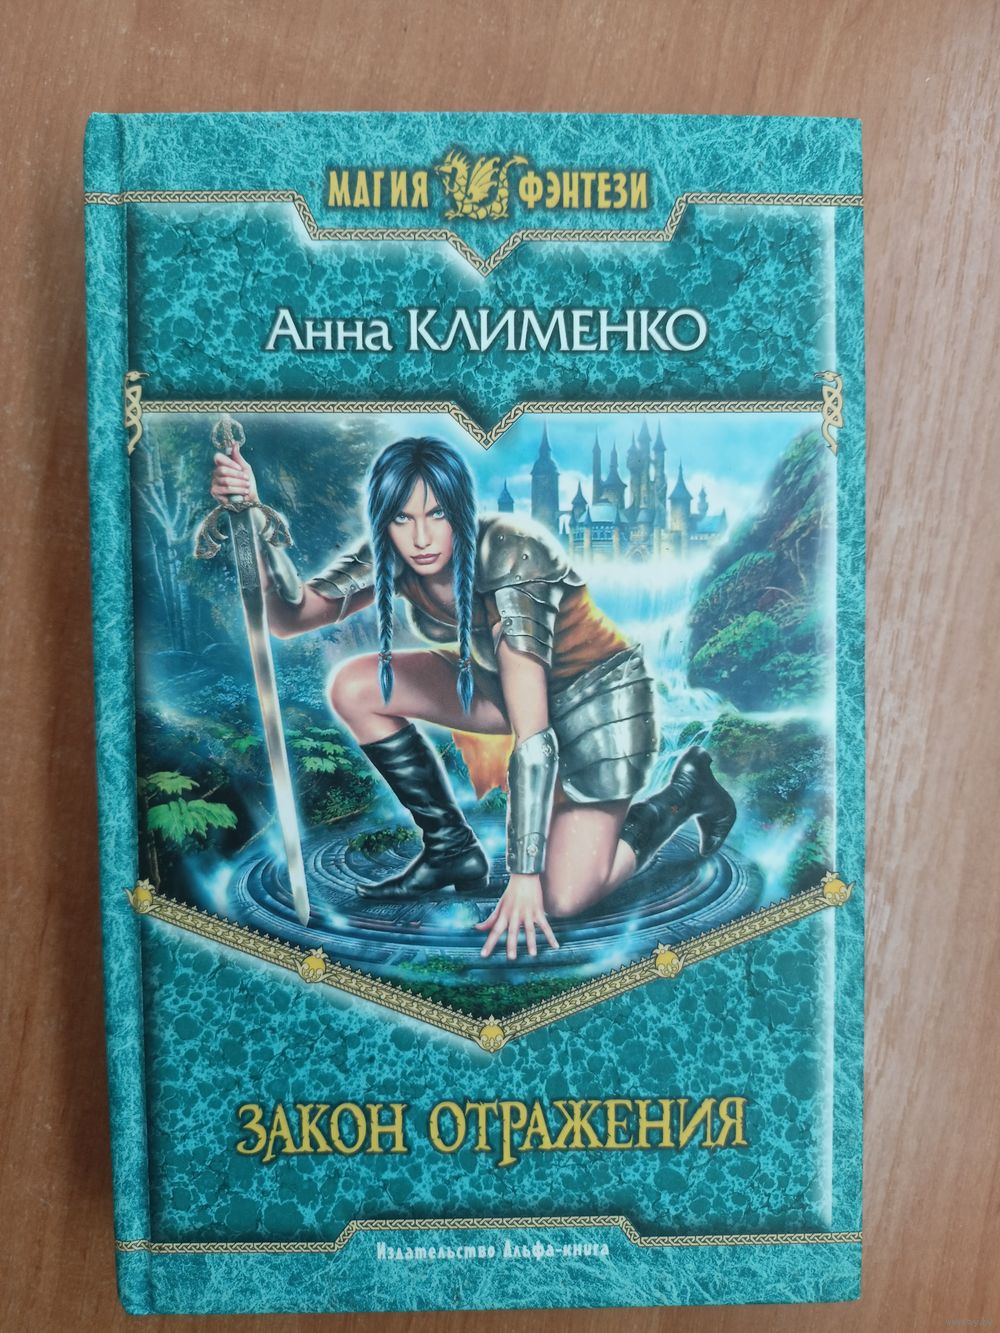 МАГИЯ ФЭНТЕЗИ
Анна КЛИМЕНКО
ЗАКОН ОТРАЖЕНИЯ
Издательство Альфа-книга